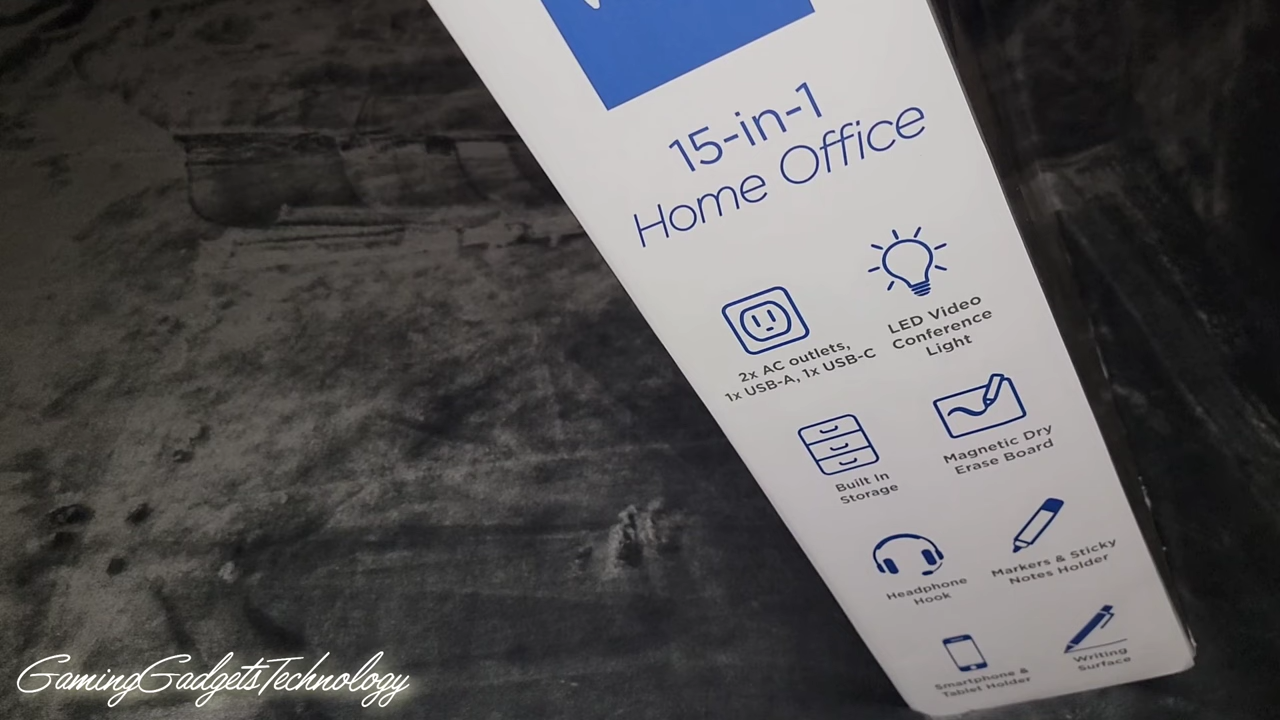 15-in-1
Home Office
2x AC outlets,
1x USB-A, 1x USB-C
LED Video
Conference
Light
Built In
Storage
Magnetic Dry
Erase Board
Headphone
Hook
Markers & Sticky
Notes Holder
Smartphone &
Tablet Holder
Writing
Surface
GamingGadgetsTechnology